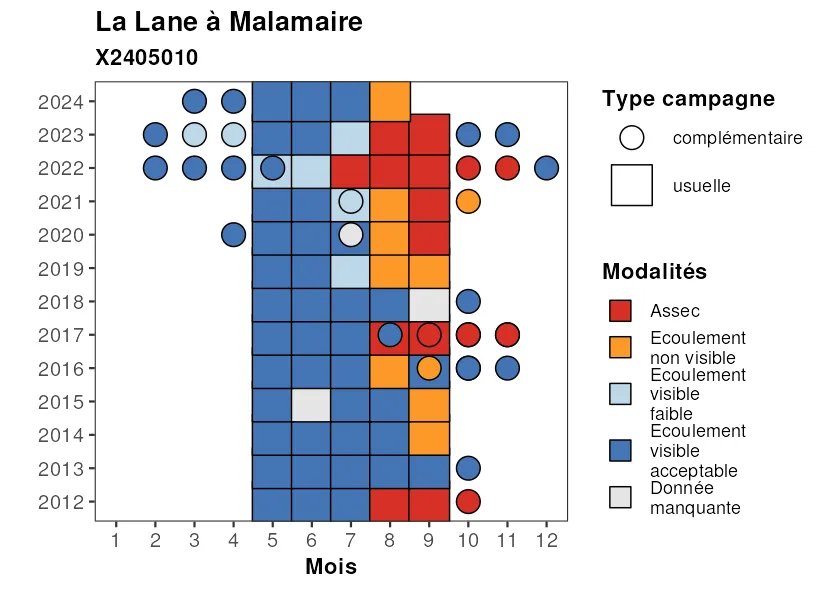 La Lane à Malamaire
X2405010
2024
2023
2022
2021
2020
2019
2018
2017
2016
2015
2014
2013
2012
1 2 3 4 5 6 7 8 9 10 11 12
Mois
Type campagne
complémentaire
usuelle
Modalités
Assec
Ecoulement
non visible
Ecoulement
visible
faible
Ecoulement
visible
acceptable
Donnée
manquante